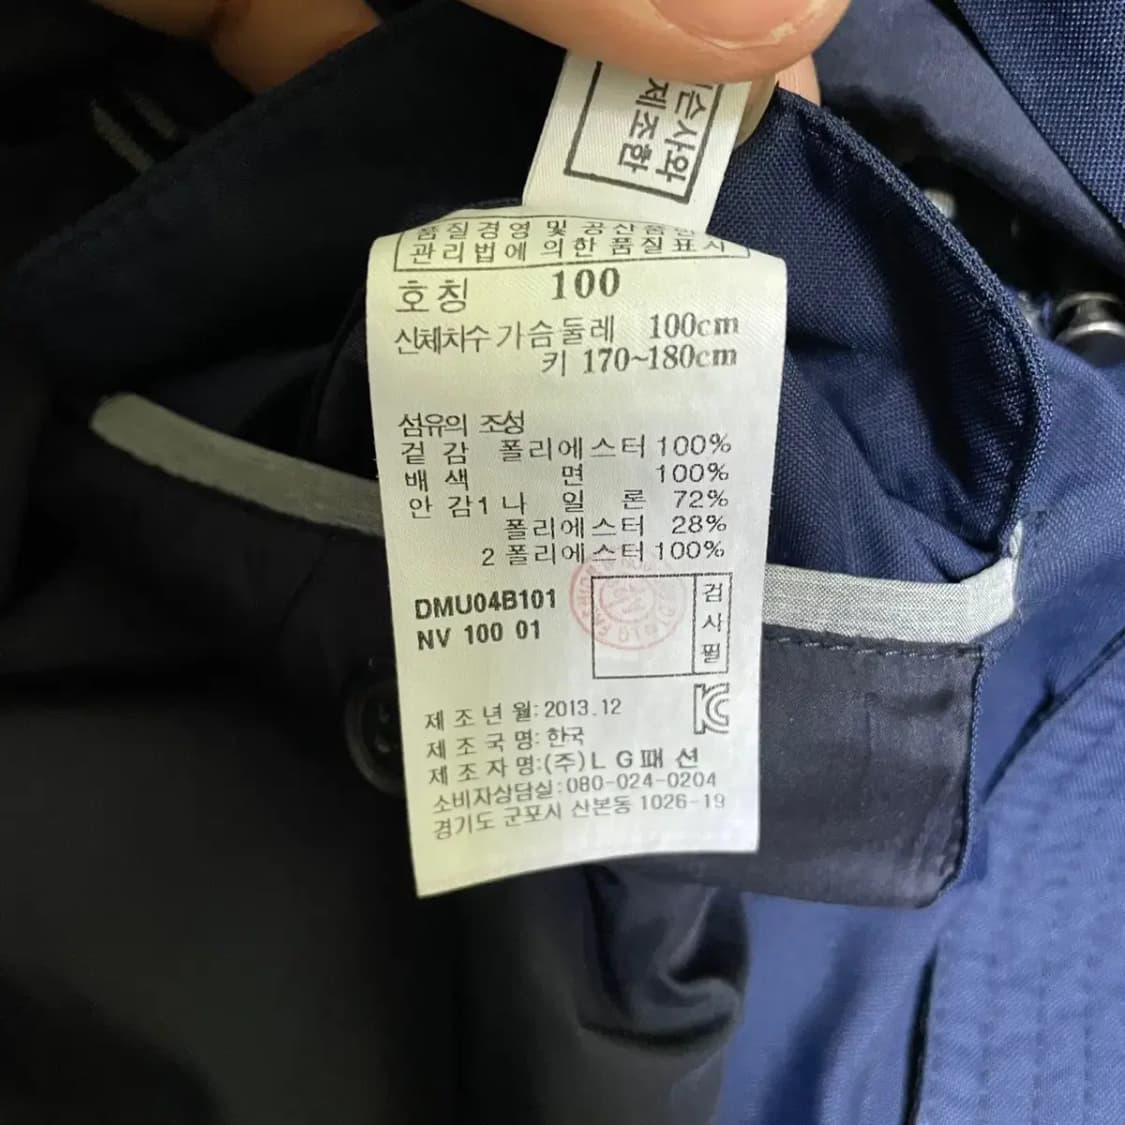 손사와
제조한
품질경영 및 공산품안
관리법에 의한 품질표시
호칭 100
신체치수 가슴둘레 100cm
키 170~180cm
섬유의 조성
겉감 폴리에스터 100%
배색 면 100%
안감1 나일론 72%
폴리에스터 28%
2 폴리에스터 100%
DMU04B101
NV 100 01
검사필
제조년월:2013.12
제조국명:한국
제조자명:(주)LG패션
소비자상담실:080-024-0204
경기도 군포시 산본동 1026-19